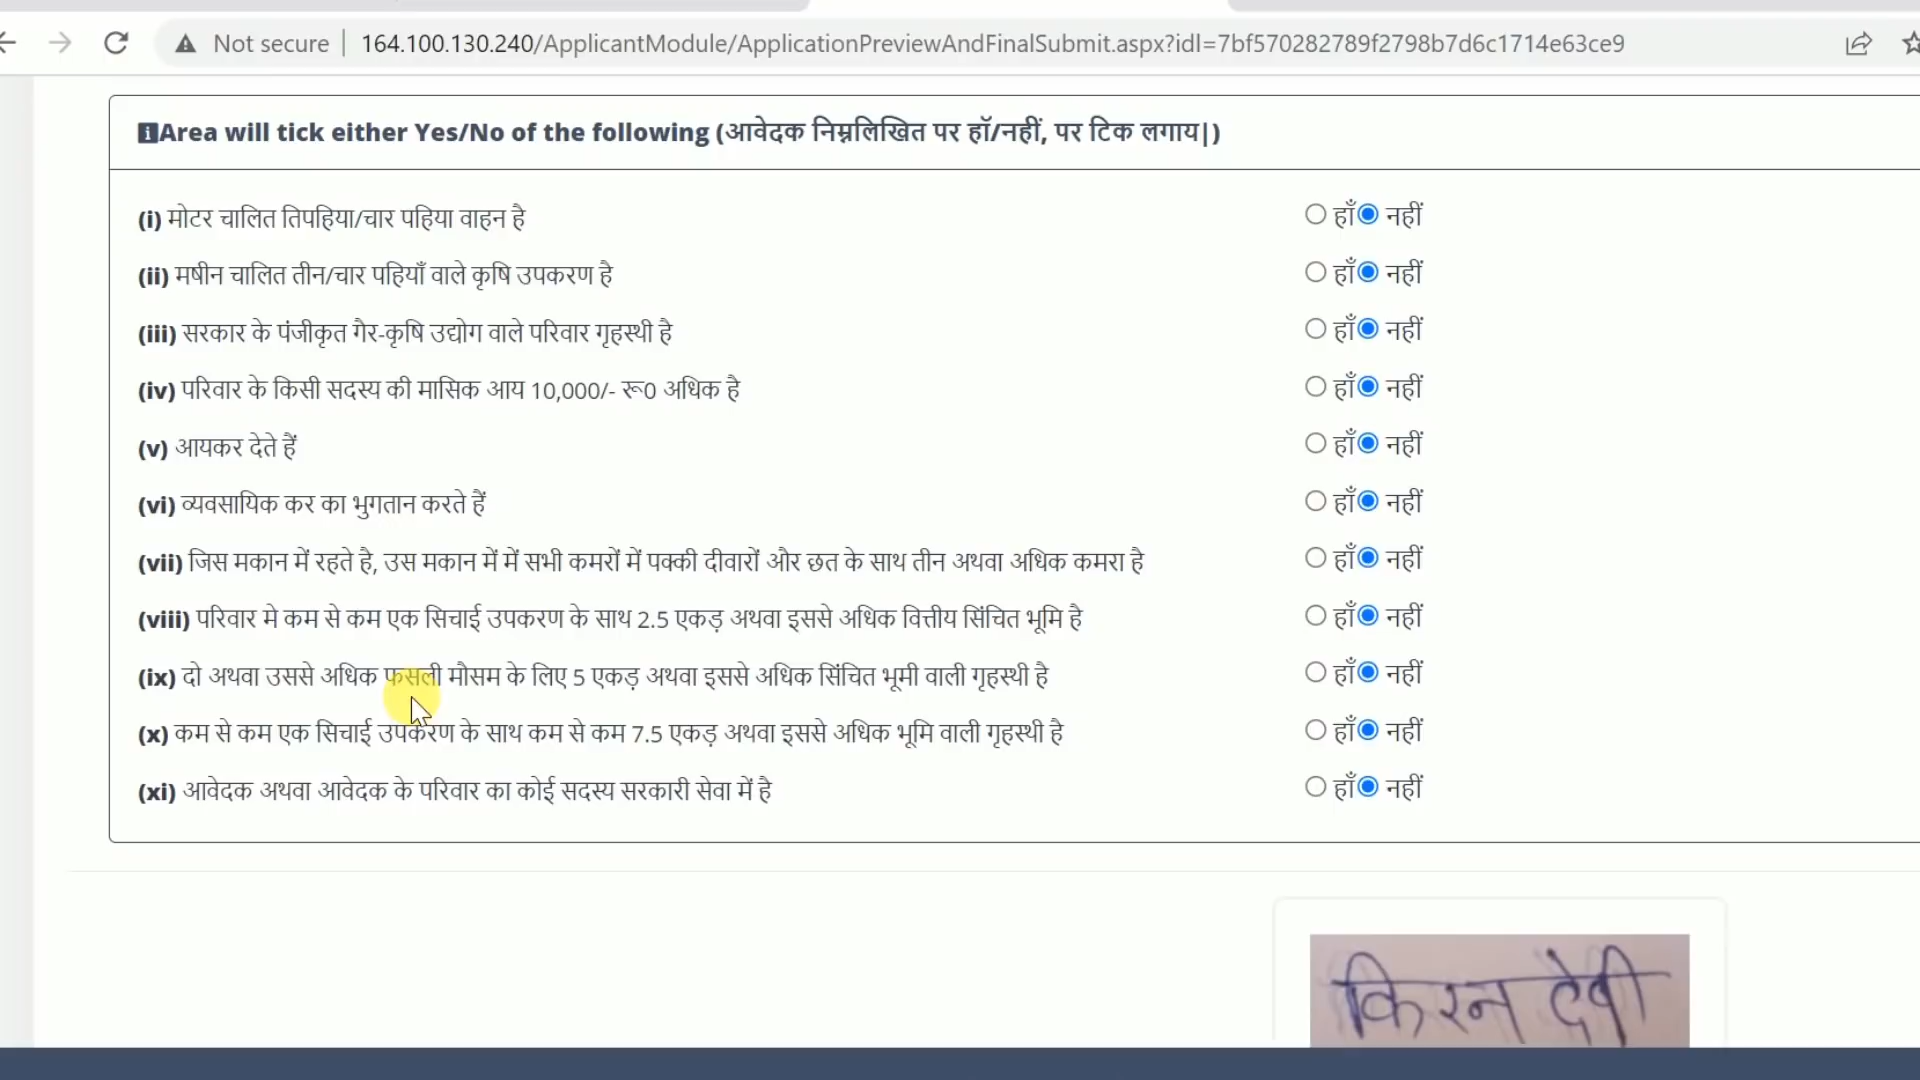 Not secure | 164.100.130.240/ApplicantModule/ApplicationPreviewAndFinalSubmit.aspx?idl=7bf570282789f2798b7d6c1714e63ce9
Area will tick either Yes/No of the following (आवेदक निम्नलिखित पर हॉ/नहीं, पर टिक लगाय|)
(i) मोटर चालित तिपहिया/चार पहिया वाहन है हाँ नहीं
(ii) मषीन चालित तीन/चार पहियाँ वाले कृषि उपकरण है हाँ नहीं
(iii) सरकार के पंजीकृत गैर-कृषि उद्योग वाले परिवार गृहस्थी है हाँ नहीं
(iv) परिवार के किसी सदस्य की मासिक आय 10,000/- रू0 अधिक है हाँ नहीं
(v) आयकर देते हैं हाँ नहीं
(vi) व्यवसायिक कर का भुगतान करते हैं हाँ नहीं
(vii) जिस मकान में रहते है, उस मकान में में सभी कमरों में पक्की दीवारों और छत के साथ तीन अथवा अधिक कमरा है हाँ नहीं
(viii) परिवार मे कम से कम एक सिचाई उपकरण के साथ 2.5 एकड़ अथवा इससे अधिक वित्तीय सिंचित भूमि है हाँ नहीं
(ix) दो अथवा उससे अधिक फसली मौसम के लिए 5 एकड़ अथवा इससे अधिक सिंचित भूमी वाली गृहस्थी है हाँ नहीं
(x) कम से कम एक सिचाई उपकरण के साथ कम से कम 7.5 एकड़ अथवा इससे अधिक भूमि वाली गृहस्थी है हाँ नहीं
(xi) आवेदक अथवा आवेदक के परिवार का कोई सदस्य सरकारी सेवा में है हाँ नहीं
किरन देवी